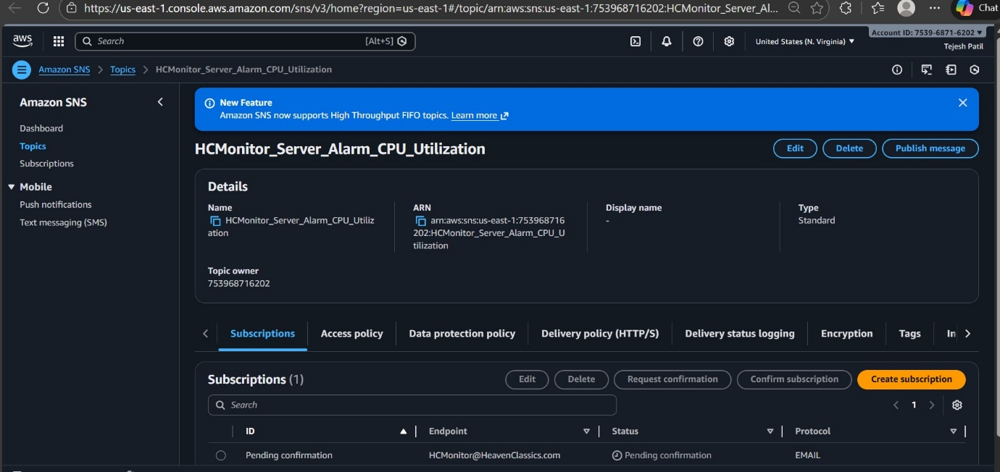 https://us-east-1.console.aws.amazon.com/sns/v3/home?region=us-east-1#/topic/arn:aws:sns:us-east-1:753968716202:HCMonitor_Server_Al...
Chat
aws
Search
[Alt+S]
United States (N. Virginia)
Account ID: 7539-6871-6202
Tejesh Patil
Amazon SNS
Topics
HCMonitor_Server_Alarm_CPU_Utilization
Amazon SNS
Dashboard
Topics
Subscriptions
Mobile
Push notifications
Text messaging (SMS)
New Feature
Amazon SNS now supports High Throughput FIFO topics. Learn more
HCMonitor_Server_Alarm_CPU_Utilization
Edit
Delete
Publish message
Details
Name
HCMonitor_Server_Alarm_CPU_Utiliz
ation
ARN
arn:aws:sns:us-east-1:753968716
202:HCMonitor_Server_Alarm_CPU_U
tilization
Display name
-
Type
Standard
Topic owner
753968716202
Subscriptions
Access policy
Data protection policy
Delivery policy (HTTP/S)
Delivery status logging
Encryption
Tags
In
Subscriptions (1)
Edit
Delete
Request confirmation
Confirm subscription
Create subscription
Search
1
ID
Endpoint
Status
Protocol
Pending confirmation
HCMonitor@HeavenClassics.com
Pending confirmation
EMAIL